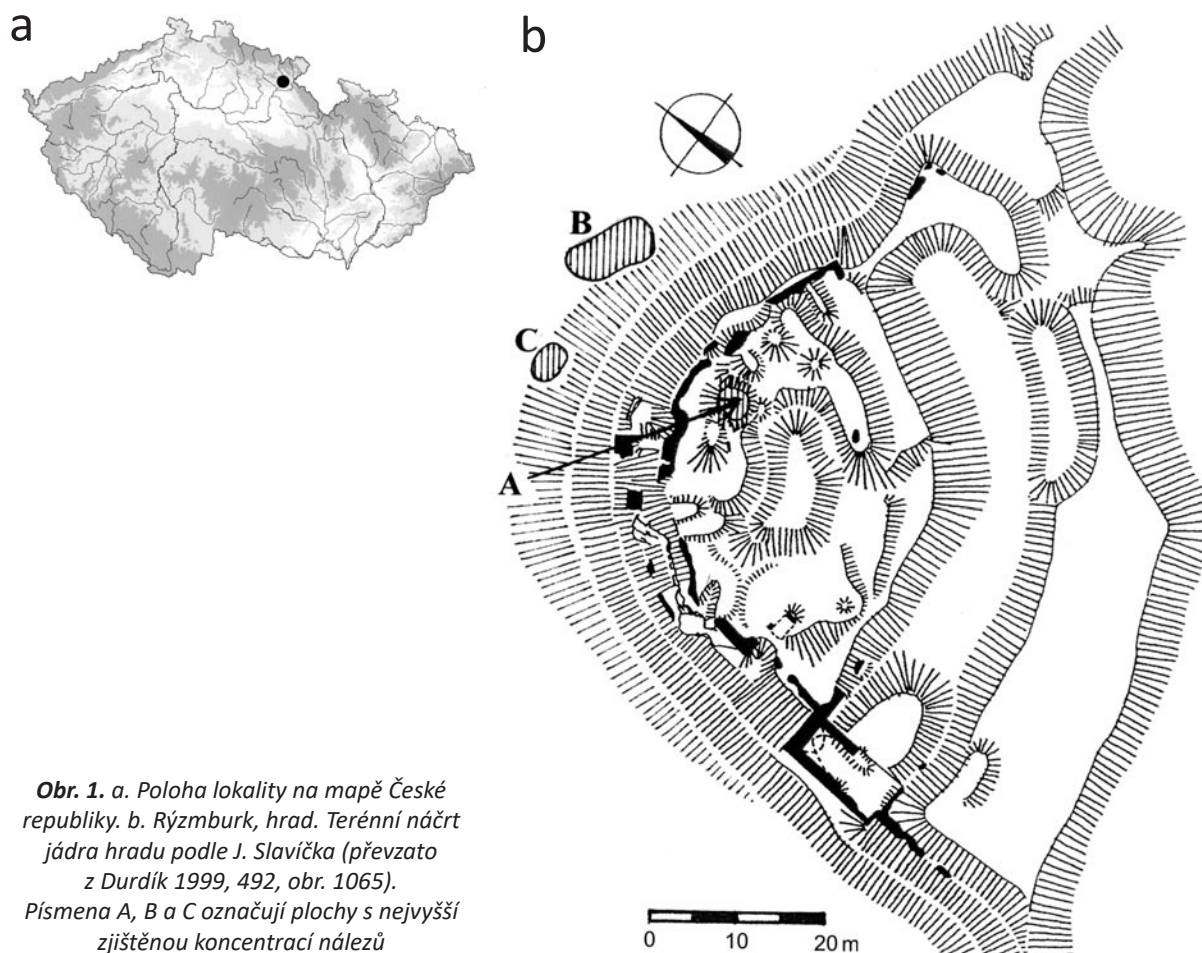 a
b
B
C
A
Obr. 1. a. Poloha lokality na mapě České
republiky. b. Rýzmburk, hrad. Terénní náčrt
jádra hradu podle J. Slavíčka (převzato
z Durdík 1999, 492, obr. 1065).
Písmena A, B a C označují plochy s nejvyšší
zjištěnou koncentrací nálezů
0 10 20 m